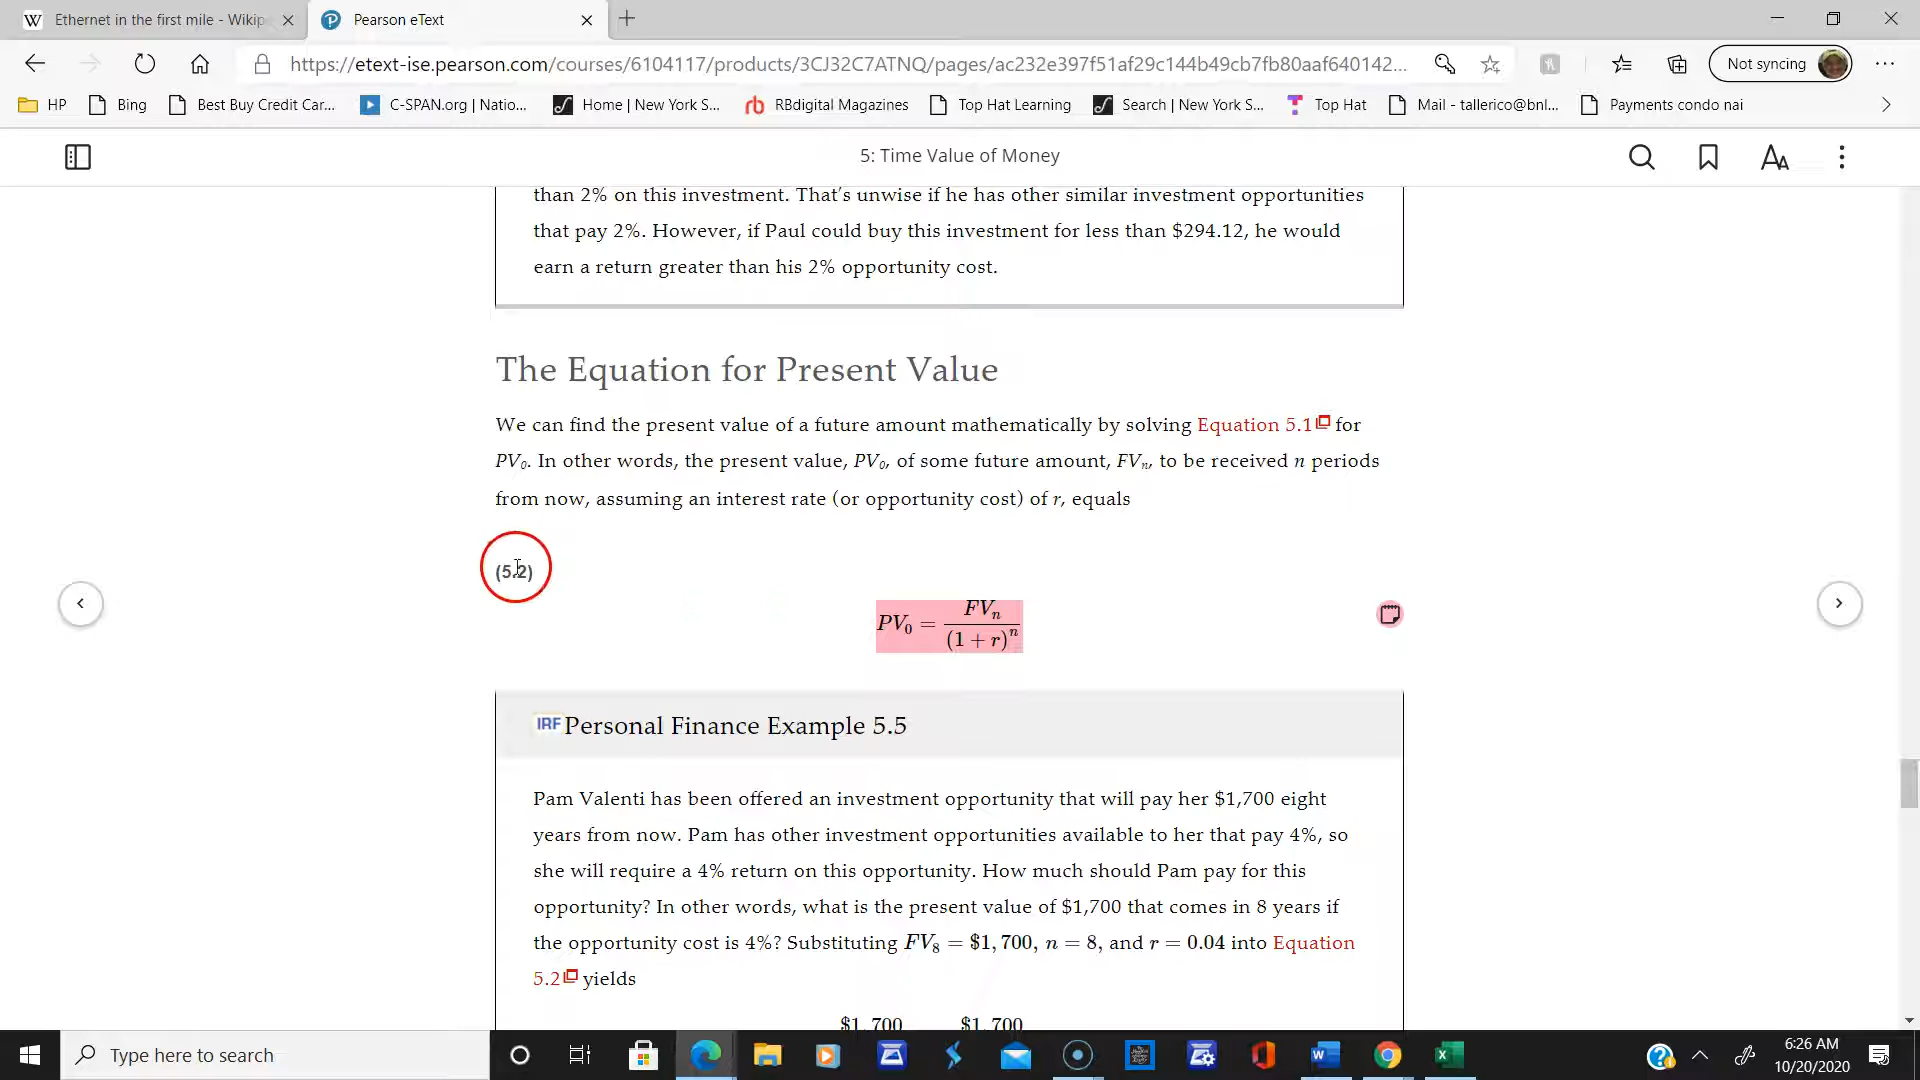 Ethernet in the first mile - Wikip
Pearson eText
https://etext-ise.pearson.com/courses/6104117/products/3CJ32C7ATNQ/pages/ac232e397f51af29c144b49cb7fb80aaf640142...
Not syncing
HP
Bing
Best Buy Credit Car...
C-SPAN.org | Natio...
Home | New York S...
RBdigital Magazines
Top Hat Learning
Search | New York S...
Top Hat
Mail - tallerico@bnl...
Payments condo nai
5: Time Value of Money
than 2% on this investment. That's unwise if he has other similar investment opportunities
that pay 2%. However, if Paul could buy this investment for less than $294.12, he would
earn a return greater than his 2% opportunity cost.
The Equation for Present Value
We can find the present value of a future amount mathematically by solving Equation 5.1 for
PV₀. In other words, the present value, PV₀, of some future amount, FVₙ, to be received n periods
from now, assuming an interest rate (or opportunity cost) of r, equals
(5.2)
PV₀ = FVₙ / (1 + r)ⁿ
IRF Personal Finance Example 5.5
Pam Valenti has been offered an investment opportunity that will pay her $1,700 eight
years from now. Pam has other investment opportunities available to her that pay 4%, so
she will require a 4% return on this opportunity. How much should Pam pay for this
opportunity? In other words, what is the present value of $1,700 that comes in 8 years if
the opportunity cost is 4%? Substituting FV₈ = $1,700, n = 8, and r = 0.04 into Equation
5.2 yields
$1,700 $1,700
Type here to search
6:26 AM
10/20/2020